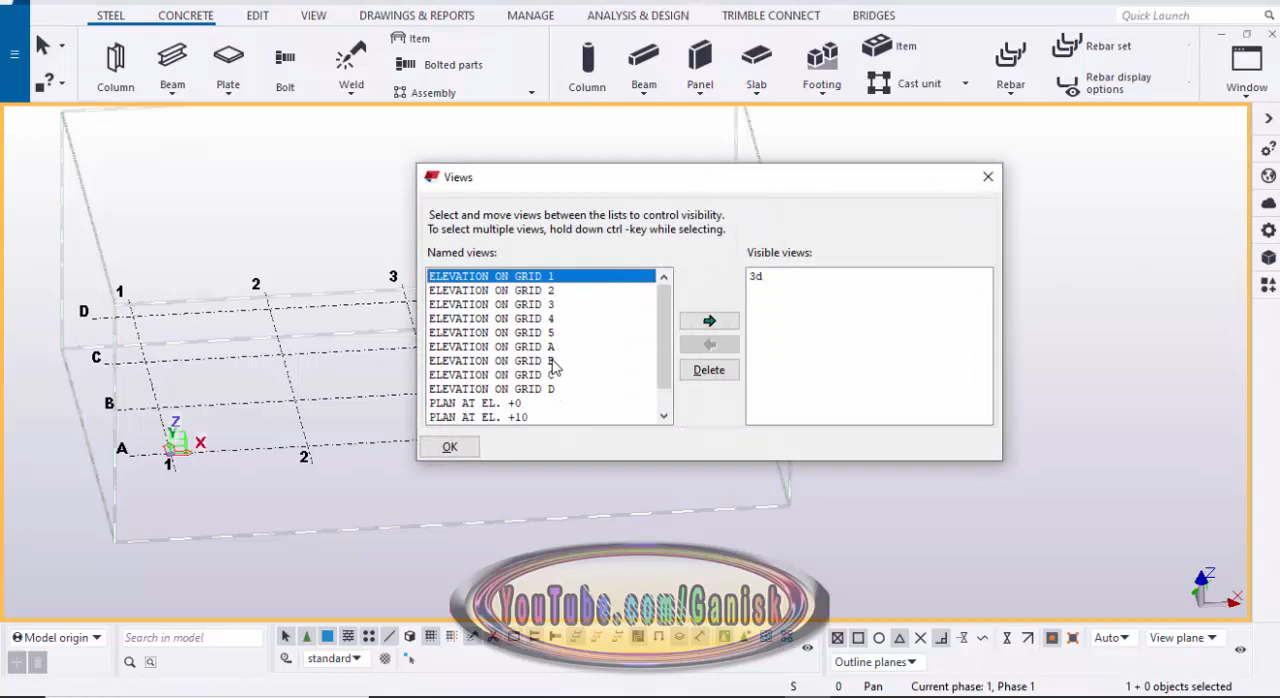 STEEL CONCRETE EDIT VIEW DRAWINGS & REPORTS MANAGE ANALYSIS & DESIGN TRIMBLE CONNECT BRIDGES Quick Launch
Item
Bolted parts
Assembly
Column Beam Plate Bolt Weld
Item
Cast unit
Column Beam Panel Slab Footing Rebar
Rebar set
Rebar display options
Window
Views
Select and move views between the lists to control visibility.
To select multiple views, hold down ctrl -key while selecting.
Named views: Visible views:
ELEVATION ON GRID 1
ELEVATION ON GRID 2
ELEVATION ON GRID 3
ELEVATION ON GRID 4
ELEVATION ON GRID 5
ELEVATION ON GRID A
ELEVATION ON GRID B
ELEVATION ON GRID C
ELEVATION ON GRID D
PLAN AT EL. +0
PLAN AT EL. +10
3d
Delete
OK
1 2 3
D
C
B
A
Z
Y
X
1 2
Z
X
YouTube.com/Ganisk
Model origin Search in model
standard
Auto View plane
Outline planes
S 0 Pan Current phase: 1, Phase 1 1 + 0 objects selected